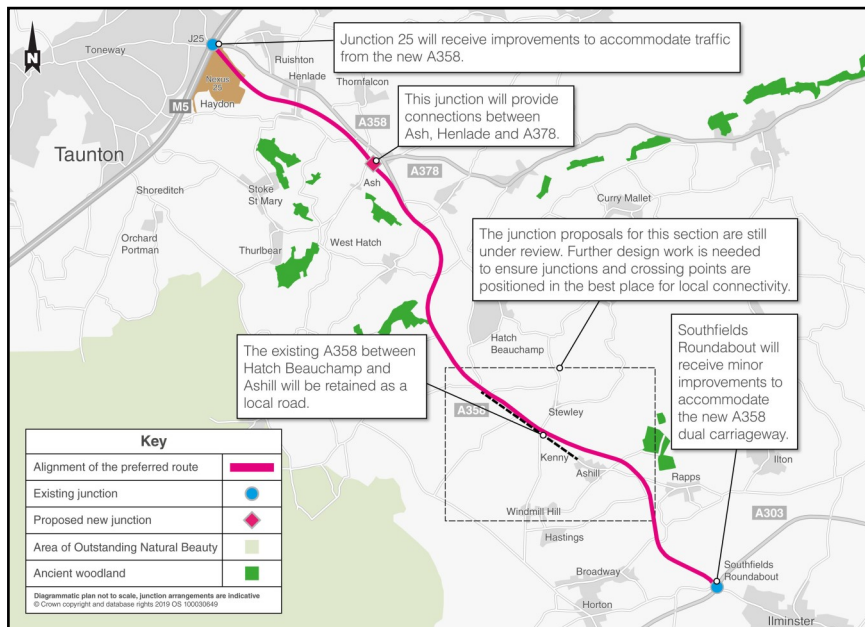 N
Toneway
J25
Ruishton
Henlade
Thornfalcon
Nexus
25
Haydon
M5
Taunton
A358
Junction 25 will receive improvements to accommodate traffic
from the new A358.
This junction will provide
connections between
Ash, Henlade and A378.
A378
Ash
Shoreditch
Stoke
St Mary
Orchard
Portman
Thurlbear
West Hatch
Curry Mallet
The junction proposals for this section are still
under review. Further design work is needed
to ensure junctions and crossing points are
positioned in the best place for local connectivity.
Hatch
Beauchamp
The existing A358 between
Hatch Beauchamp and
Ashill will be retained as a
local road.
Southfields
Roundabout will
receive minor
improvements to
accommodate
the new A358
dual carriageway.
A358
Stewley
Kenny
Ashill
Rapps
Ilton
Windmill Hill
Hastings
A303
Broadway
Horton
Southfields
Roundabout
Ilminster
Key
Alignment of the preferred route
Existing junction
Proposed new junction
Area of Outstanding Natural Beauty
Ancient woodland
Diagrammatic plan not to scale, junction arrangements are indicative
© Crown copyright and database rights 2019 OS 100030649